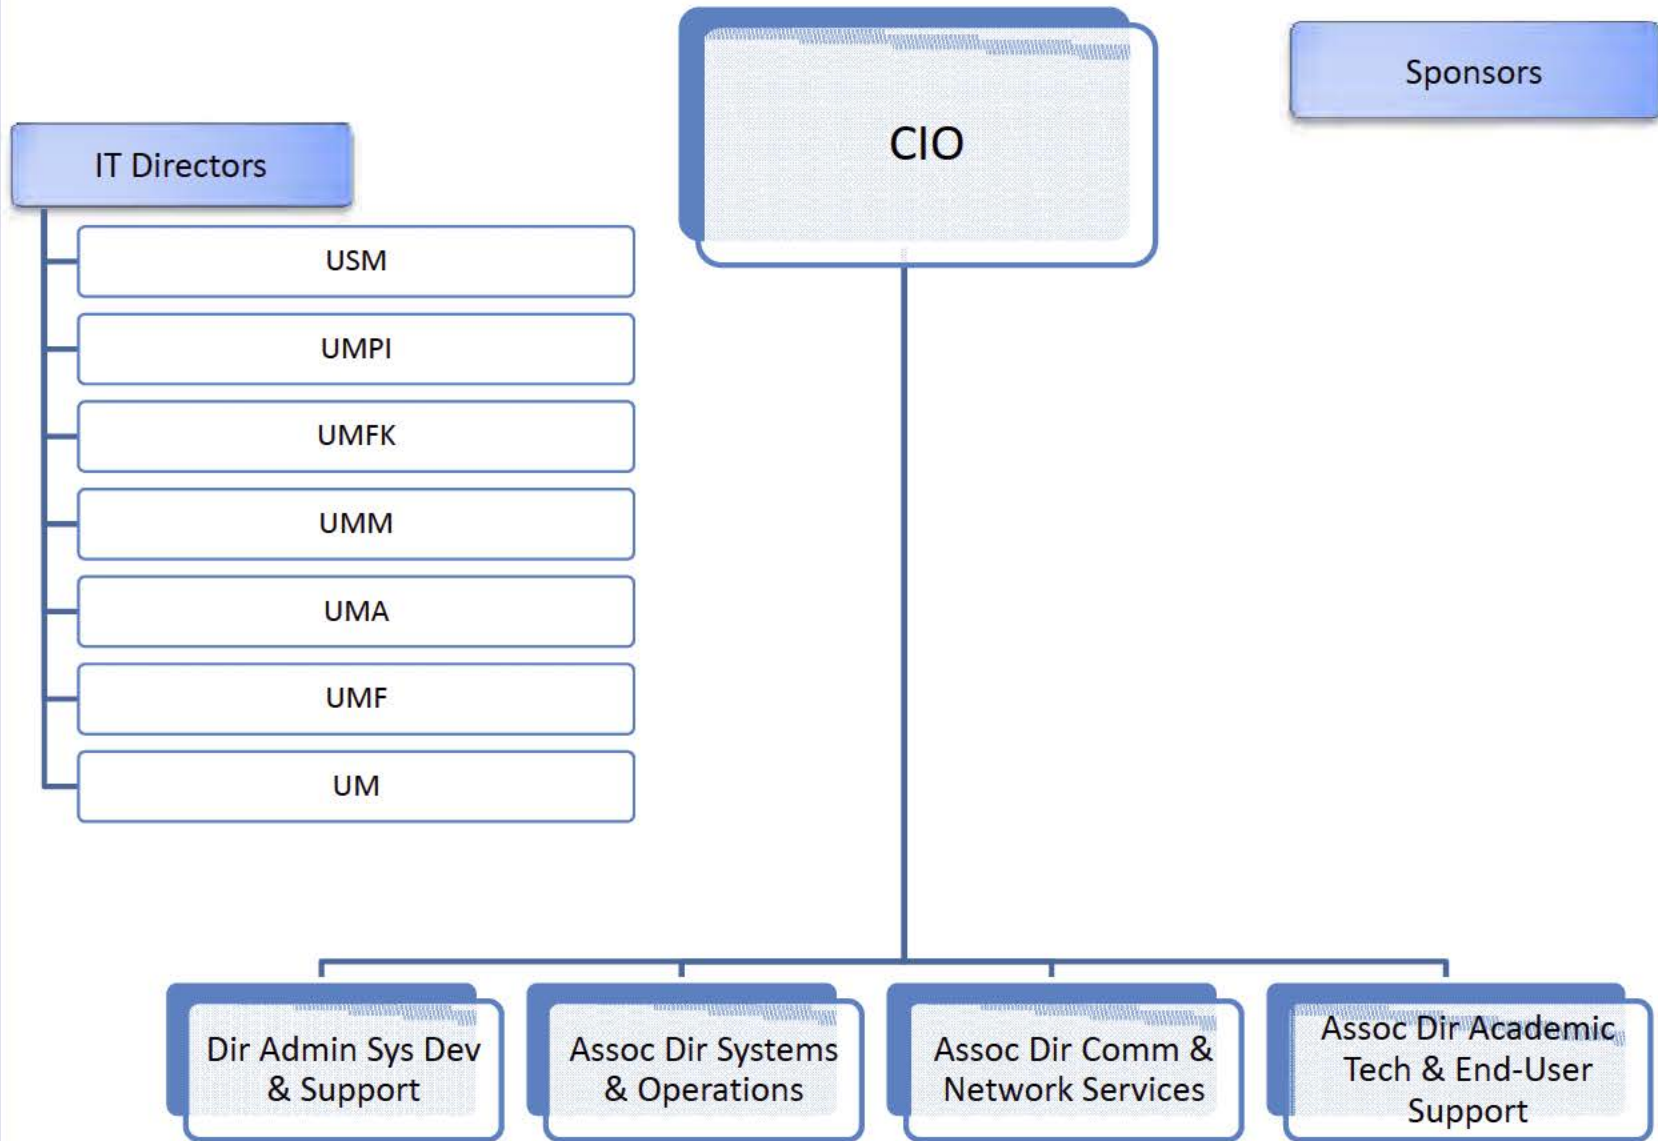 CIO
Sponsors
IT Directors
USM
UMPI
UMFK
UMM
UMA
UMF
UM
Dir Admin Sys Dev
& Support
Assoc Dir Systems
& Operations
Assoc Dir Comm &
Network Services
Assoc Dir Academic
Tech & End-User
Support